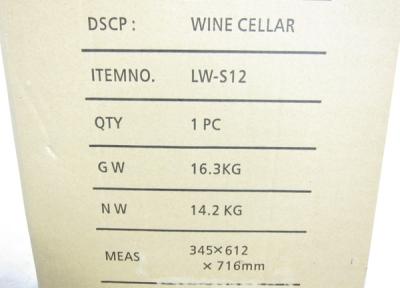 DSCP : WINE CELLAR
ITEMNO. LW-S12
QTY 1 PC
G W 16.3KG
N W 14.2 KG
MEAS 345×612
× 716mm